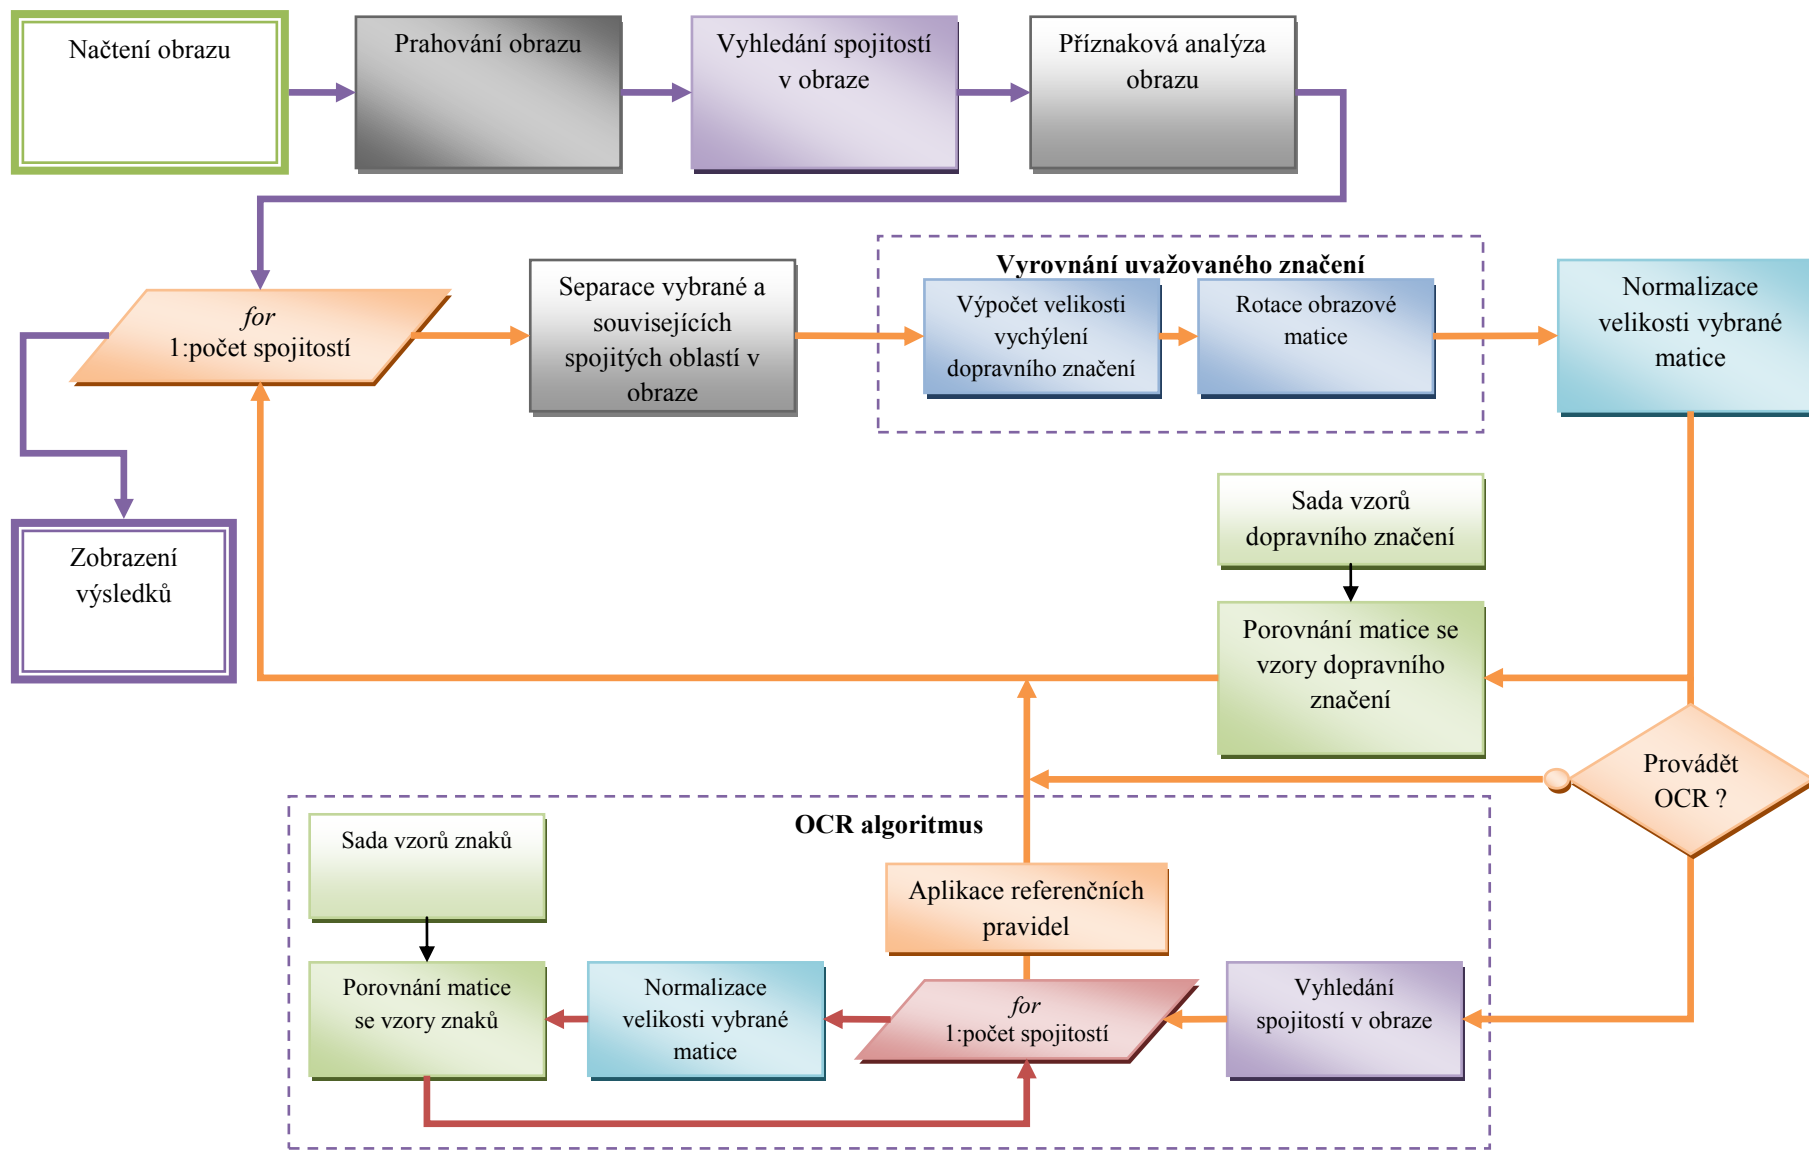 Načtení obrazu
Prahování obrazu
Vyhledání spojitostí
v obraze
Příznaková analýza
obrazu
for
1:počet spojitostí
Separace vybrané a
souvisejících
spojitých oblastí v
obraze
Vyrovnání uvažovaného značení
Výpočet velikosti
vychýlení
dopravního značení
Rotace obrazové
matice
Normalizace
velikosti vybrané
matice
Zobrazení
výsledků
Sada vzorů
dopravního značení
Porovnání matice se
vzory dopravního
značení
Provádět
OCR ?
OCR algoritmus
Sada vzorů znaků
Aplikace referenčních
pravidel
Porovnání matice
se vzory znaků
Normalizace
velikosti vybrané
matice
for
1:počet spojitostí
Vyhledání
spojitostí v obraze